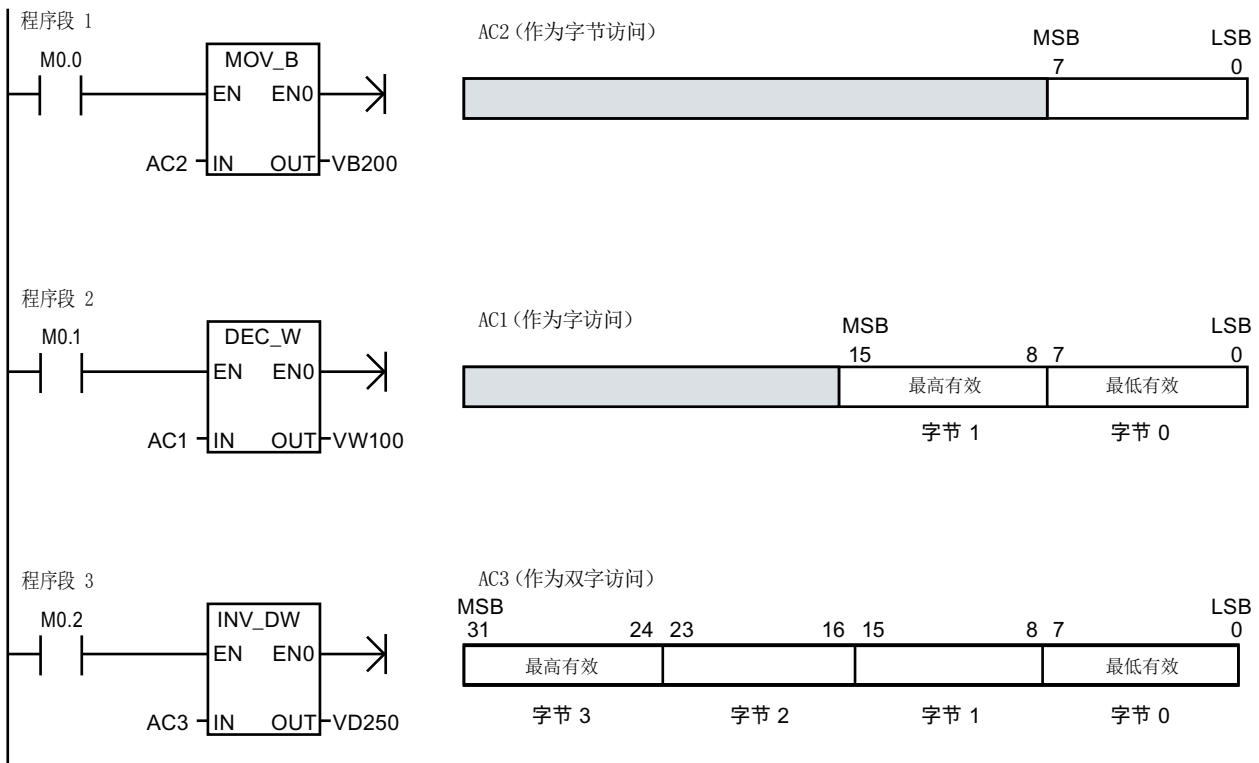 程序段 1
M0.0
MOV_B
EN EN0
AC2 IN OUT VB200
AC2(作为字节访问)
MSB LSB
7 0
程序段 2
M0.1
DEC_W
EN EN0
AC1 IN OUT VW100
AC1(作为字访问)
MSB LSB
15 8 7 0
最高有效 最低有效
字节 1 字节 0
程序段 3
M0.2
INV_DW
EN EN0
AC3 IN OUT VD250
AC3(作为双字访问)
MSB LSB
31 24 23 16 15 8 7 0
最高有效 最低有效
字节 3 字节 2 字节 1 字节 0